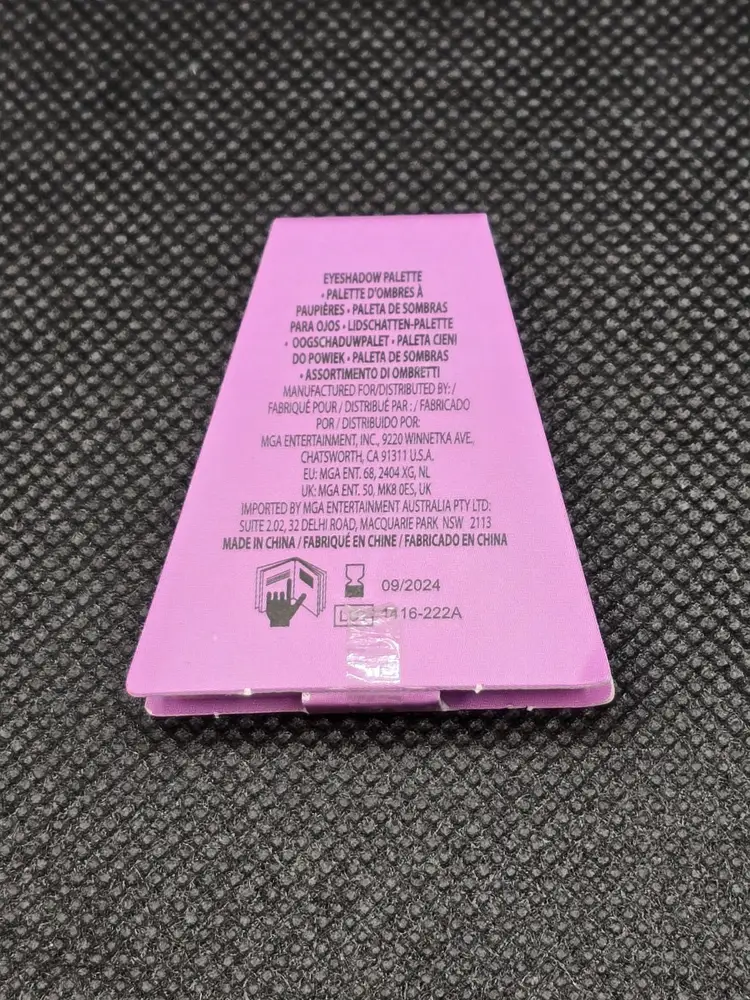 EYESHADOW PALETTE
• PALETTE D'OMBRES À
PAUPIÈRES • PALETA DE SOMBRAS
PARA OJOS • LIDSCHATTEN-PALETTE
• OOGSCHADUWPALET • PALETA CIENI
DO POWIEK • PALETA DE SOMBRAS
• ASSORTIMENTO DI OMBRETTI
MANUFACTURED FOR/DISTRIBUTED BY: /
FABRIQUÉ POUR / DISTRIBUÉ PAR : / FABRICADO
POR / DISTRIBUIDO POR:
MGA ENTERTAINMENT, INC., 9220 WINNETKA AVE.,
CHATSWORTH, CA 91311 U.S.A.
EU: MGA ENT. 68, 2404 XG, NL
UK: MGA ENT. 50, MK8 0ES, UK
IMPORTED BY MGA ENTERTAINMENT AUSTRALIA PTY LTD:
SUITE 2.02, 32 DELHI ROAD, MACQUARIE PARK NSW 2113
MADE IN CHINA / FABRIQUÉ EN CHINE / FABRICADO EN CHINA
09/2024
1416-222A